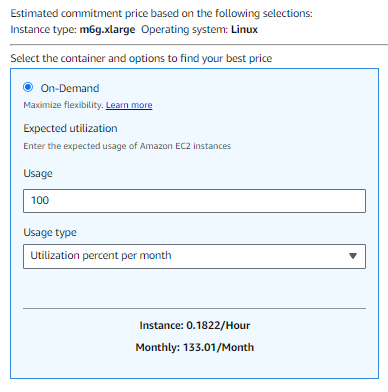 Estimated commitment price based on the following selections:
Instance type: m6g.xlarge Operating system: Linux
Select the container and options to find your best price
On-Demand
Maximize flexibility. Learn more
Expected utilization
Enter the expected usage of Amazon EC2 instances
Usage
100
Usage type
Utilization percent per month
Instance: 0.1822/Hour
Monthly: 133.01/Month